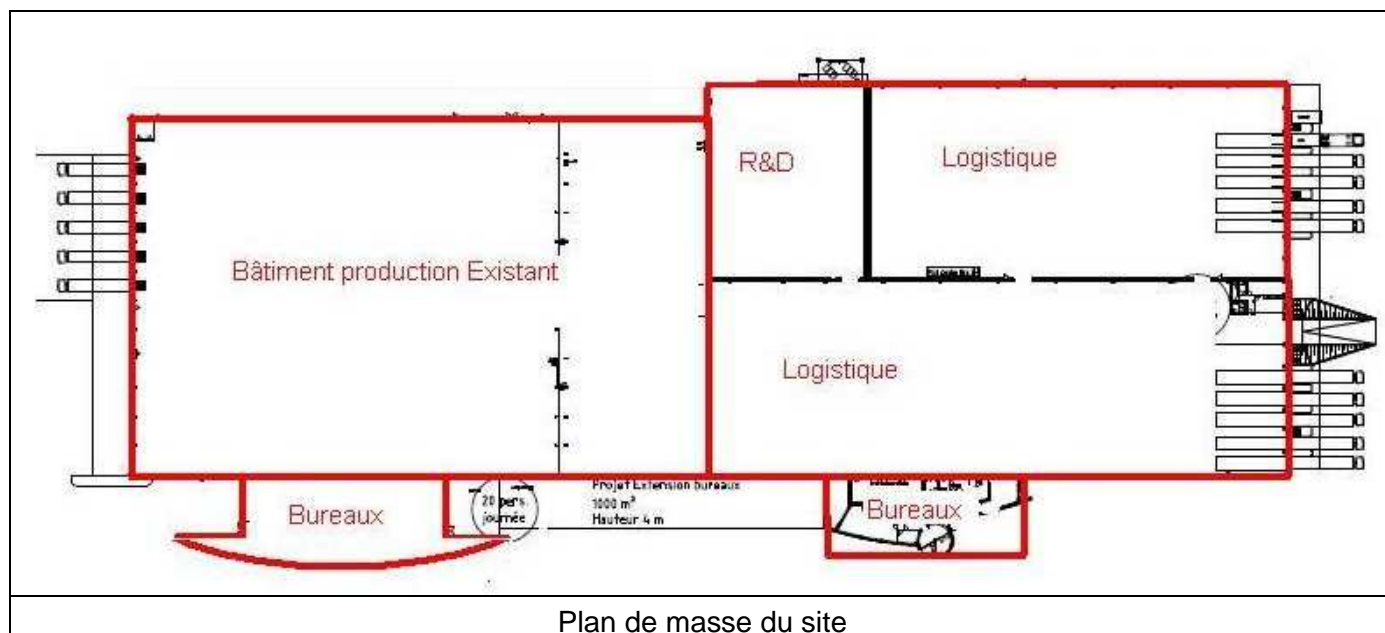 R&D
Logistique
Bâtiment production Existant
Logistique
Bureaux
20 pers.
journée
Projet Extension bureaux
1000 m²
Hauteur 4 m
Bureaux
Plan de masse du site